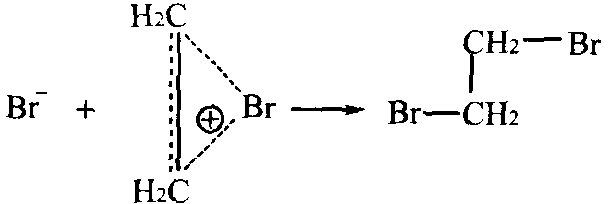 H₂C
CH₂—Br
Br⁻ + ⊕ Br → Br—CH₂
H₂C